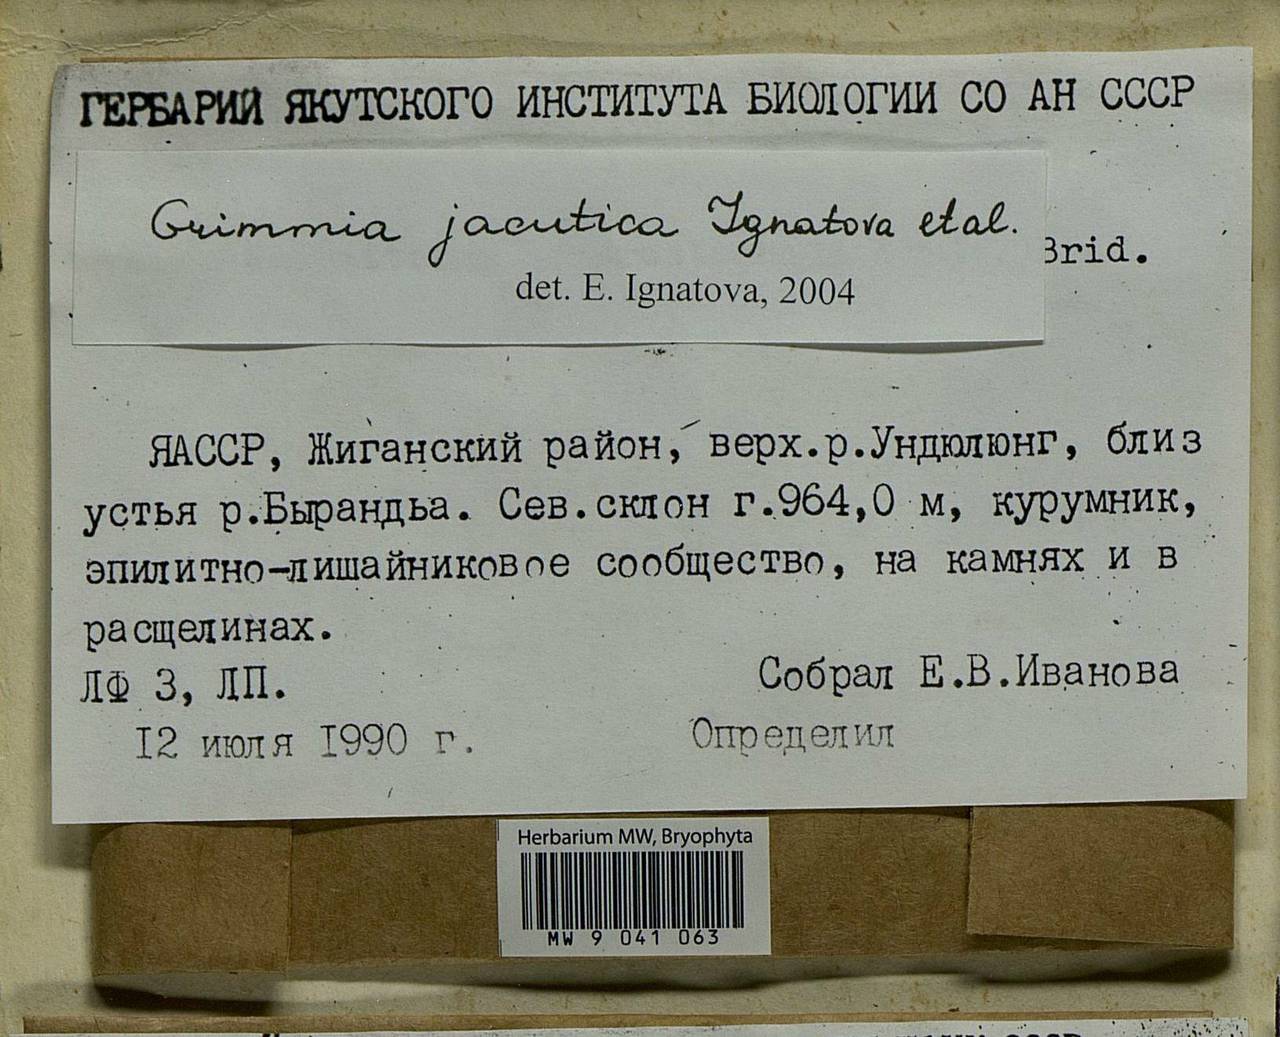 ГЕРБАРИЙ ЯКУТСКОГО ИНСТИТУТА БИОЛОГИИ СО АН СССР
Grimmia jacutica Ignatova et al.
Brid.
det. E. Ignatova, 2004
ЯАССР, Жиганский район, верх.р.Ундюлюнг, близ
устья р.Бырандьа. Сев.склон г.964,0 м, курумник,
эпилитно-лишайниковое сообщество, на камнях и в
расщелинах.
ЛФ 3, ЛП.
Собрал Е.В.Иванова
12 июля 1990 г.
Определил
Herbarium MW, Bryophyta
MW 9 041 063